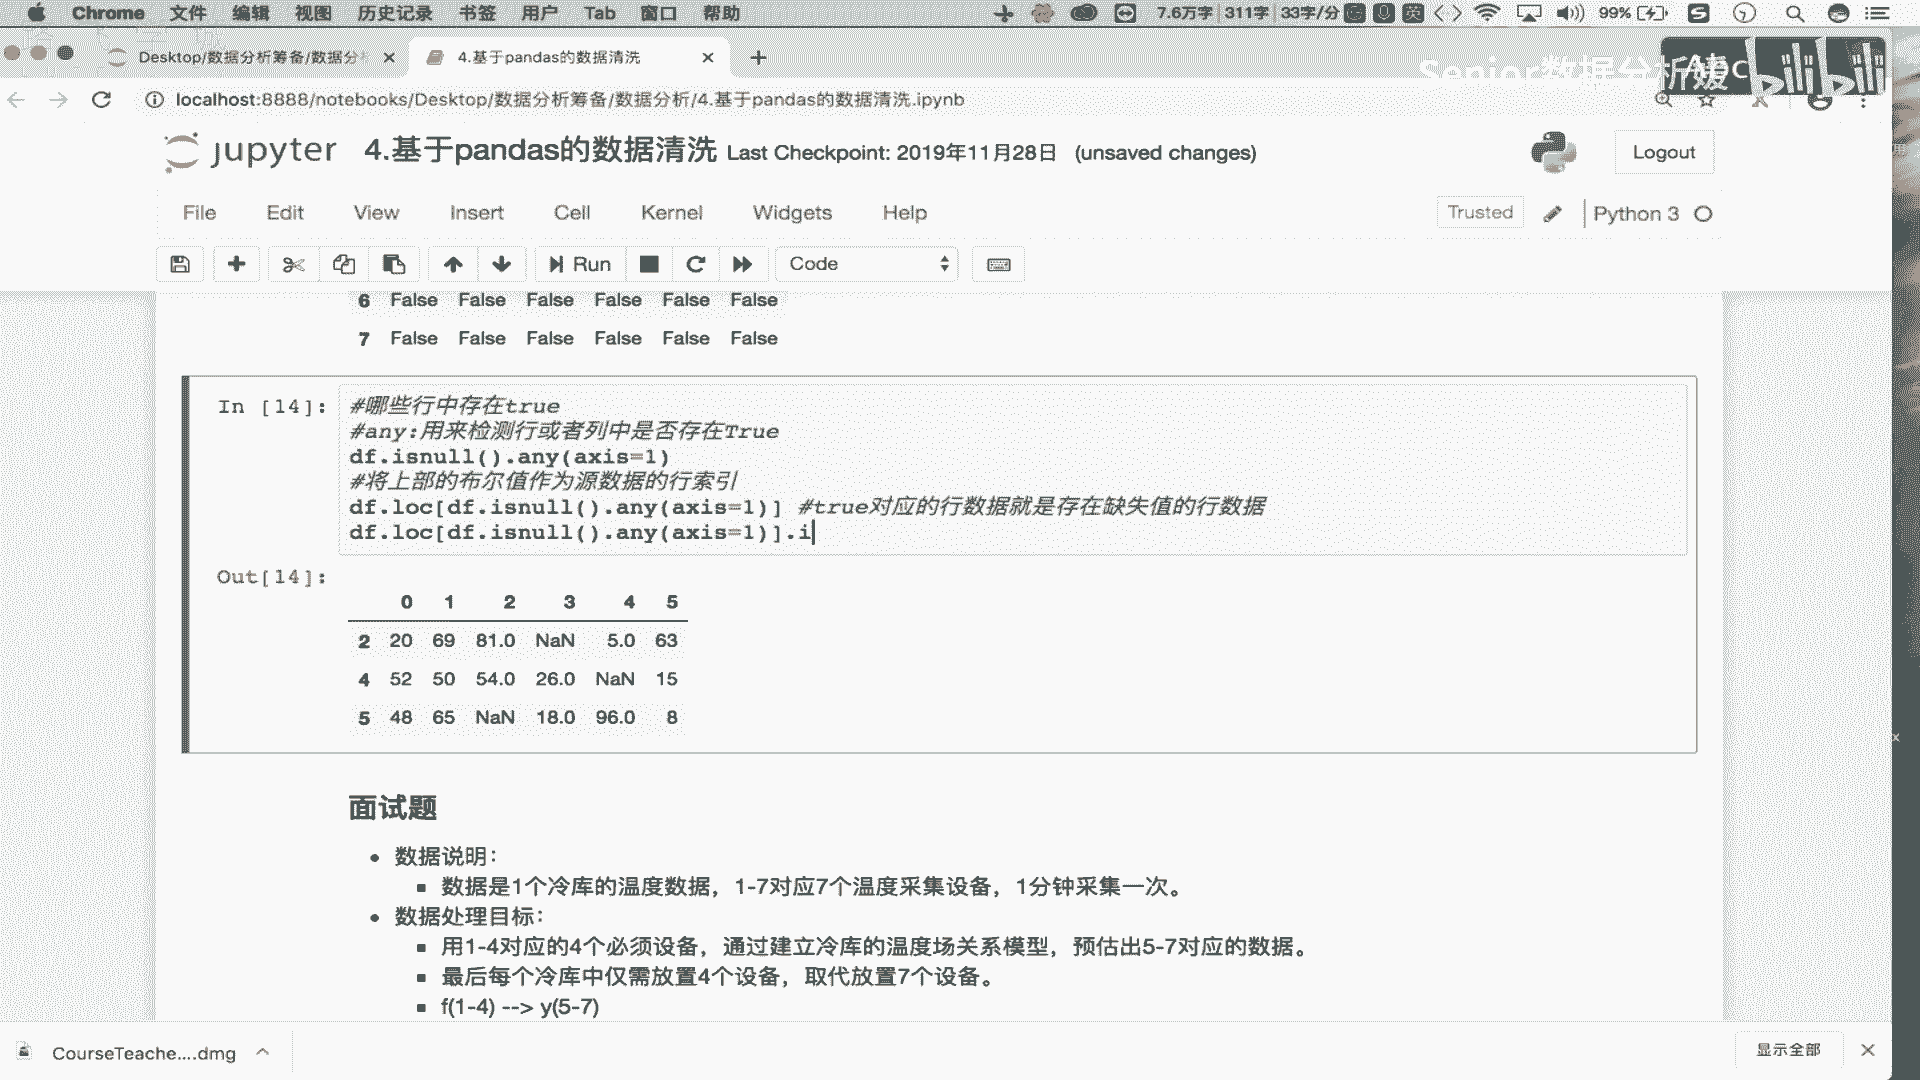 Chrome 文件 编辑 视图 历史记录 书签 用户 Tab 窗口 帮助 7.6万字 311字 33字/分 英 99%
Desktop/数据分析筹备/数据分 4.基于pandas的数据清洗
Senior数据分析媛 bilibili
localhost:8888/notebooks/Desktop/数据分析筹备/数据分析/4.基于pandas的数据清洗.ipynb
jupyter 4.基于pandas的数据清洗 Last Checkpoint: 2019年11月28日 (unsaved changes) Logout
File Edit View Insert Cell Kernel Widgets Help Trusted Python 3
Run Code
6 False False False False False False
7 False False False False False False
In [14]: #哪些行中存在true
#any:用来检测行或者列中是否存在True
df.isnull().any(axis=1)
#将上部的布尔值作为源数据的行索引
df.loc[df.isnull().any(axis=1)] #true对应的行数据就是存在缺失值的行数据
df.loc[df.isnull().any(axis=1)].i
Out[14]:
0 1 2 3 4 5
2 20 69 81.0 NaN 5.0 63
4 52 50 54.0 26.0 NaN 15
5 48 65 NaN 18.0 96.0 8
面试题
数据说明：
数据是1个冷库的温度数据，1-7对应7个温度采集设备，1分钟采集一次。
数据处理目标：
用1-4对应的4个必须设备，通过建立冷库的温度场关系模型，预估出5-7对应的数据。
最后每个冷库中仅需放置4个设备，取代放置7个设备。
f(1-4) --> y(5-7)
CourseTeache....dmg 显示全部